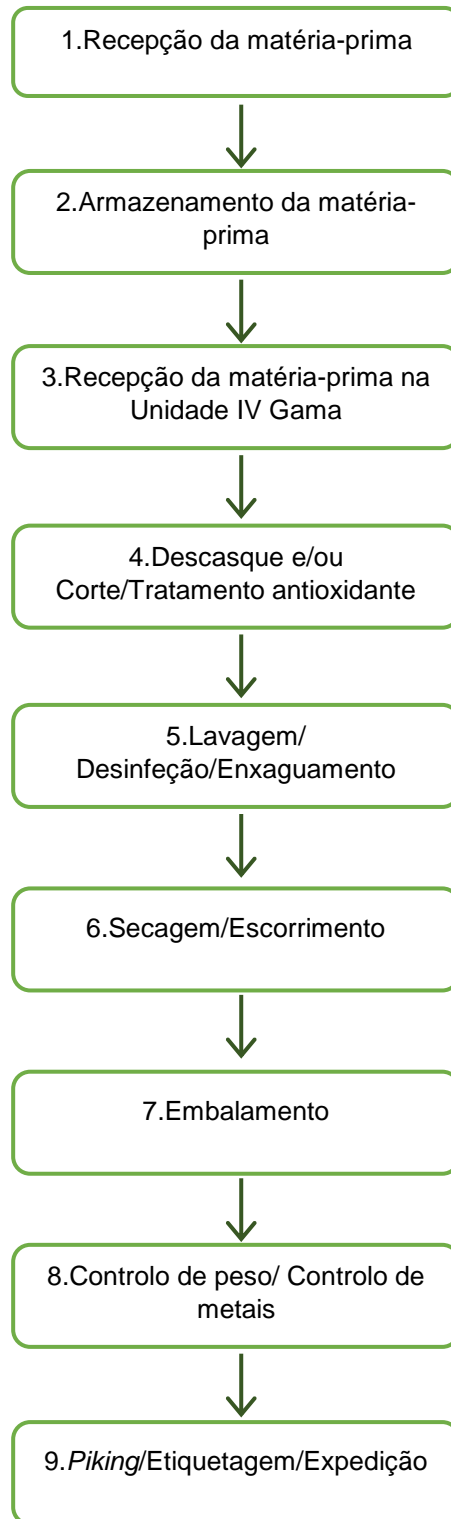 1.Recepção da matéria-prima
2.Armazenamento da matéria-
prima
3.Recepção da matéria-prima na
Unidade IV Gama
4.Descasque e/ou
Corte/Tratamento antioxidante
5.Lavagem/
Desinfeção/Enxaguamento
6.Secagem/Escorrimento
7.Embalamento
8.Controlo de peso/ Controlo de
metais
9.Piking/Etiquetagem/Expedição